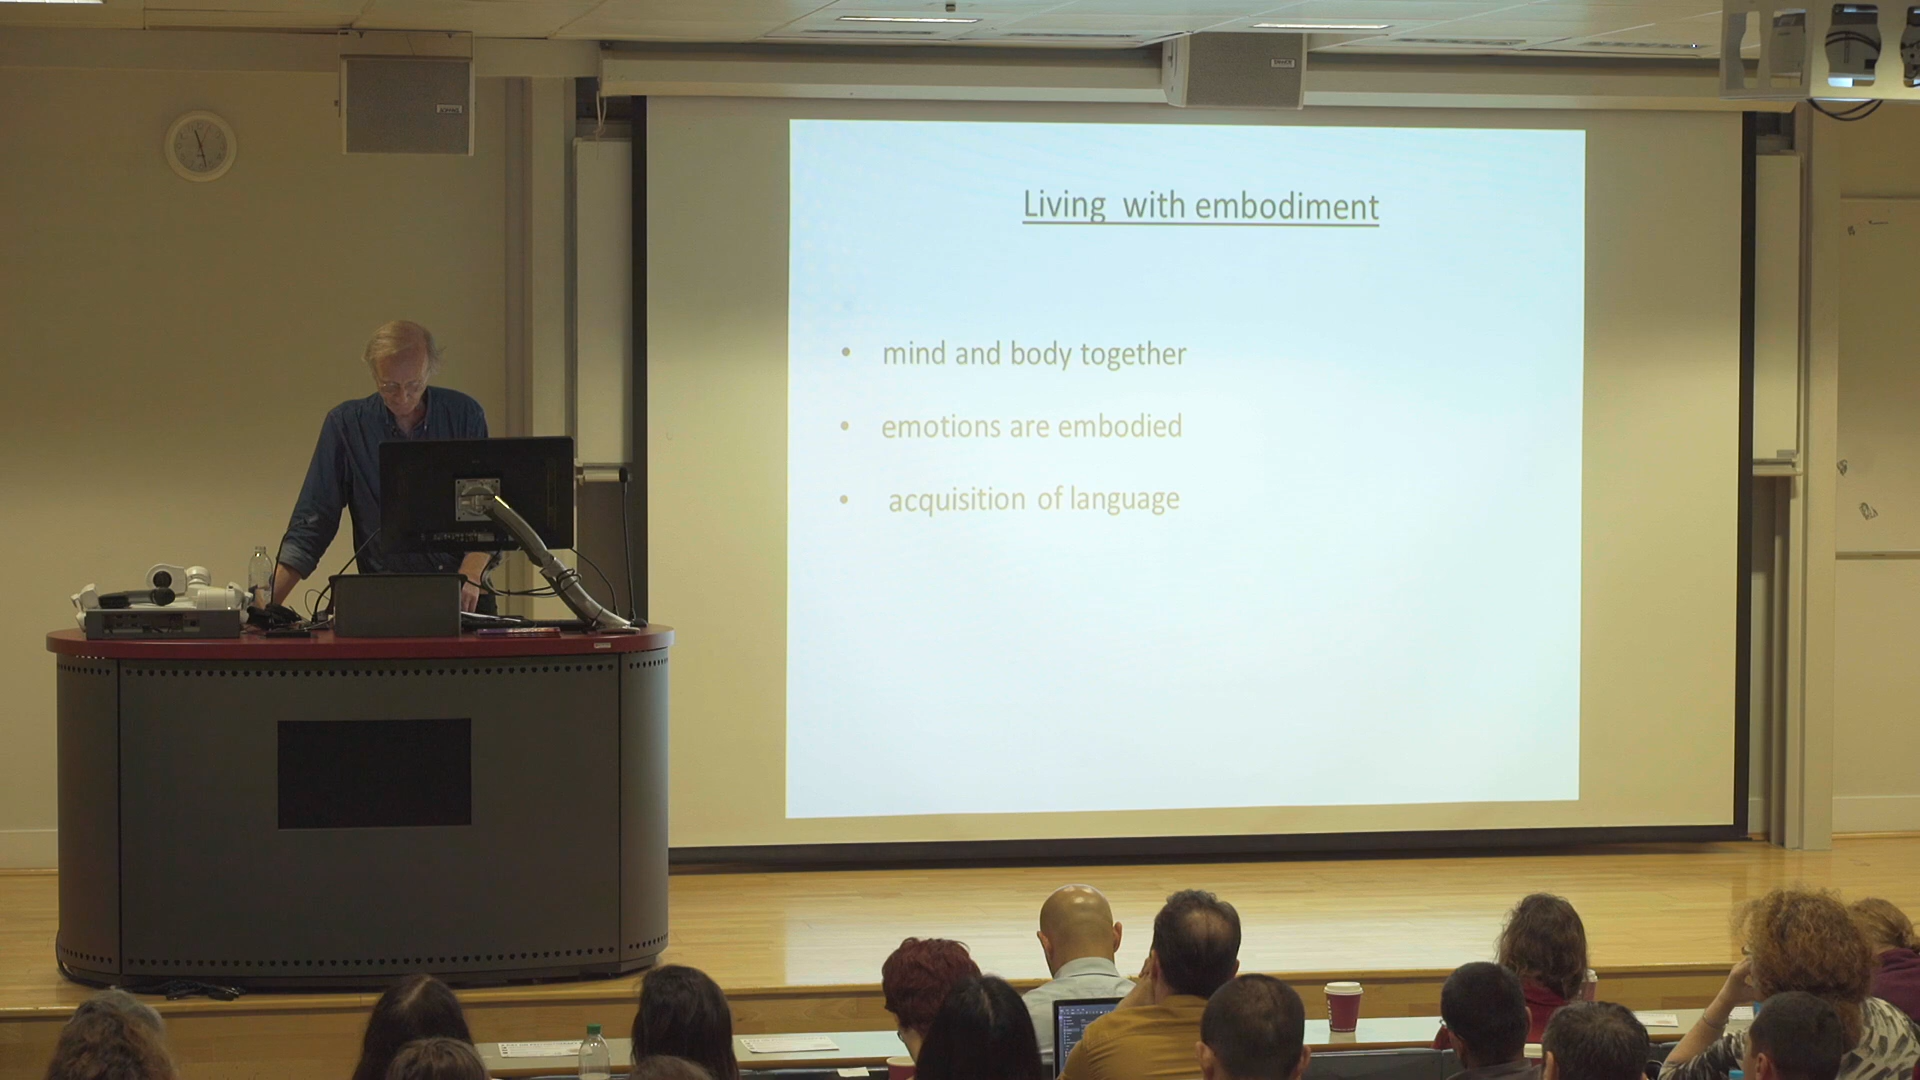 Living with embodiment
• mind and body together
• emotions are embodied
• acquisition of language